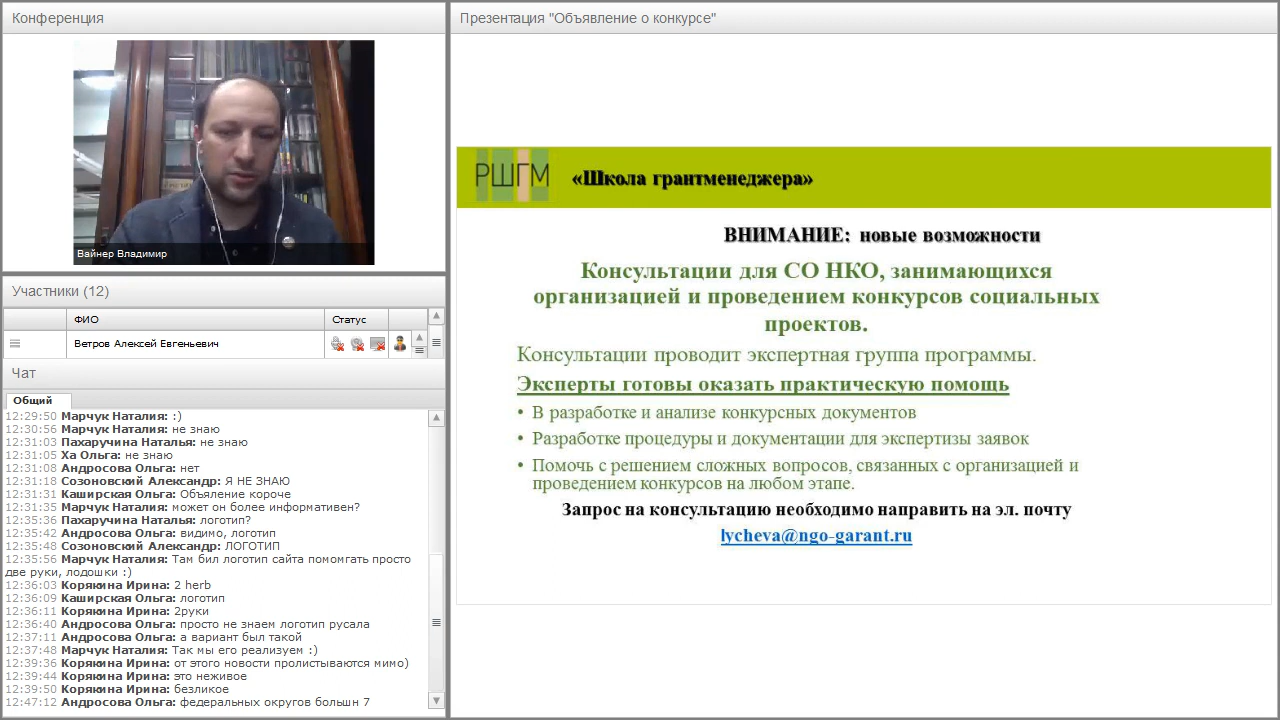 Конференция
Вайнер Владимир
Участники (12)
ФИО
Статус
Ветров Алексей Евгеньевич
Чат
Общий
12:29:50 Марчук Наталия: :)
12:30:56 Марчук Наталия: не знаю
12:31:03 Пахаручина Наталья: не знаю
12:31:05 Ха Ольга: не знаю
12:31:08 Андросова Ольга: нет
12:31:18 Созоновский Александр: Я НЕ ЗНАЮ
12:31:31 Каширская Ольга: Объяление короче
12:31:35 Марчук Наталия: может он более информативен?
12:35:36 Пахаручина Наталья: логотип?
12:35:42 Андросова Ольга: видимо, логотип
12:35:48 Созоновский Александр: ЛОГОТИП
12:35:56 Марчук Наталия: Там бил логотип сайта помомгать просто
две руки, лодошки :)
12:36:03 Корякина Ирина: 2 herb
12:36:09 Каширская Ольга: логотип
12:36:11 Корякина Ирина: 2руки
12:36:40 Андросова Ольга: просто не знаем логотип русала
12:37:11 Андросова Ольга: а вариант был такой
12:37:48 Марчук Наталия: Так мы его реализуем :)
12:39:36 Корякина Ирина: от этого новости пролистываются мимо)
12:39:44 Корякина Ирина: это неживое
12:39:50 Корякина Ирина: безликое
12:47:12 Андросова Ольга: федеральных округов большн 7
Презентация "Объявление о конкурсе"
РШГМ
«Школа грантменеджера»
ВНИМАНИЕ: новые возможности
Консультации для СО НКО, занимающихся
организацией и проведением конкурсов социальных
проектов.
Консультации проводит экспертная группа программы.
Эксперты готовы оказать практическую помощь
• В разработке и анализе конкурсных документов
• Разработке процедуры и документации для экспертизы заявок
• Помочь с решением сложных вопросов, связанных с организацией и
проведением конкурсов на любом этапе.
Запрос на консультацию необходимо направить на эл. почту
lycheva@ngo-garant.ru